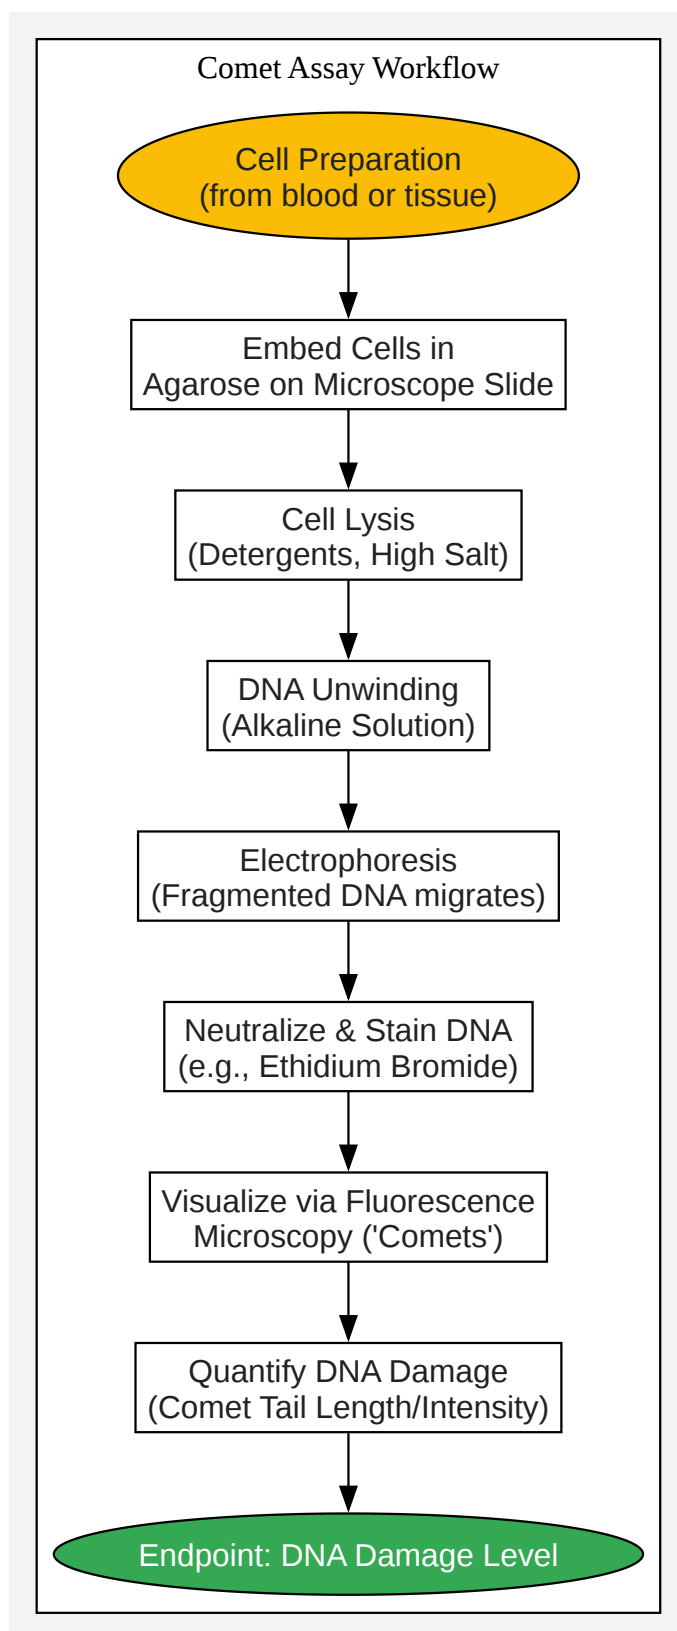 Comet Assay Workflow
Cell Preparation
(from blood or tissue)
Embed Cells in
Agarose on Microscope Slide
Cell Lysis
(Detergents, High Salt)
DNA Unwinding
(Alkaline Solution)
Electrophoresis
(Fragmented DNA migrates)
Neutralize & Stain DNA
(e.g., Ethidium Bromide)
Visualize via Fluorescence
Microscopy ('Comets')
Quantify DNA Damage
(Comet Tail Length/Intensity)
Endpoint: DNA Damage Level